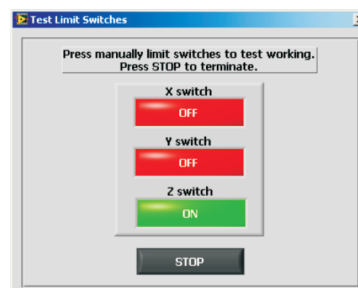 Test Limit Switches
Press manually limit switches to test working.
Press STOP to terminate.
X switch
OFF
Y switch
OFF
Z switch
ON
STOP